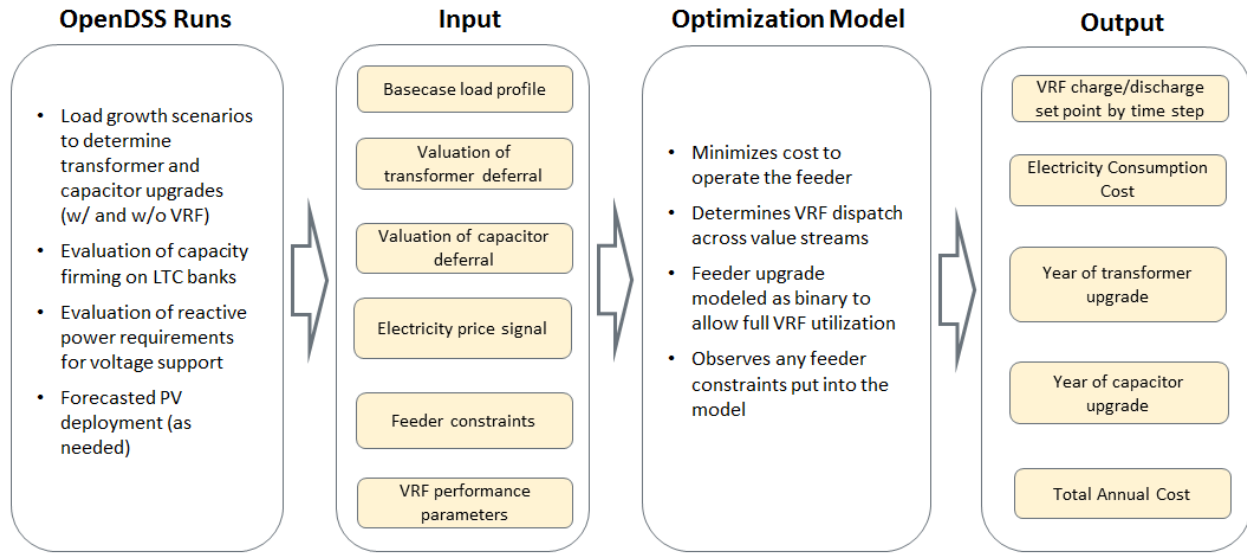 OpenDSS Runs
• Load growth scenarios
to determine
transformer and
capacitor upgrades
(w/ and w/o VRF)
• Evaluation of capacity
firming on LTC banks
• Evaluation of reactive
power requirements
for voltage support
• Forecasted PV
deployment (as
needed)
Input
Basecase load profile
Valuation of
transformer deferral
Valuation of capacitor
deferral
Electricity price signal
Feeder constraints
VRF performance
parameters
Optimization Model
• Minimizes cost to
operate the feeder
• Determines VRF dispatch
across value streams
• Feeder upgrade
modeled as binary to
allow full VRF utilization
• Observes any feeder
constraints put into the
model
Output
VRF charge/discharge
set point by time step
Electricity Consumption
Cost
Year of transformer
upgrade
Year of capacitor
upgrade
Total Annual Cost